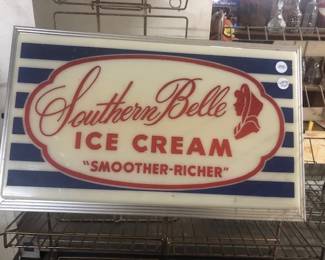 Southern Belle
ICE CREAM
"SMOOTHER-RICHER"